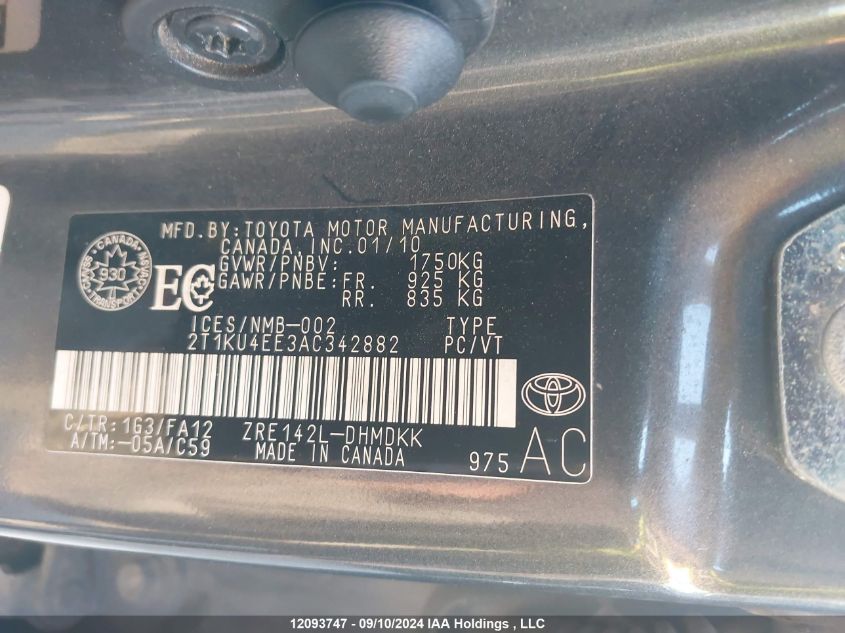 MFD.BY:TOYOTA MOTOR MANUFACTURING,
CANADA, INC.01/10
GVWR/PNBV: 1750KG
GAWR/PNBE:FR. 925 KG
RR. 835 KG
CANADA
930
TRANSPORT
EC
ICES/NMB-002 TYPE
2T1KU4EE3AC342882 PC/VT
C/TR:1G3/FA12 ZRE142L-DHMDKK
A/TM:-05A/C59 MADE IN CANADA
975 AC
12093747 - 09/10/2024 IAA Holdings , LLC